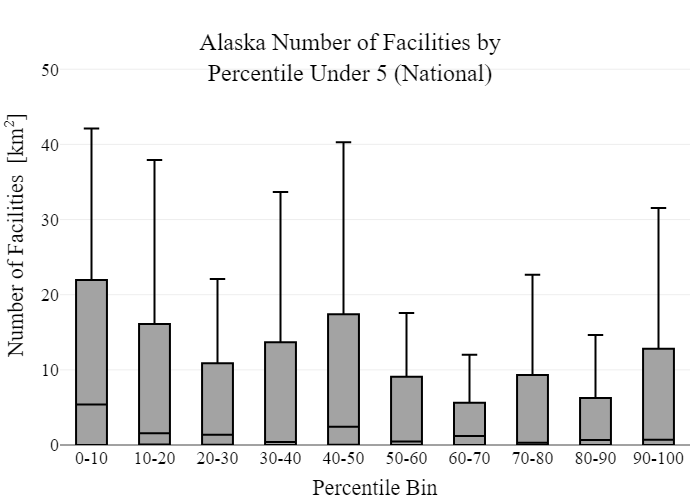 Alaska Number of Facilities by
Percentile Under 5 (National)
Number of Facilities [km²]
50
40
30
20
10
0
0-10 10-20 20-30 30-40 40-50 50-60 60-70 70-80 80-90 90-100
Percentile Bin